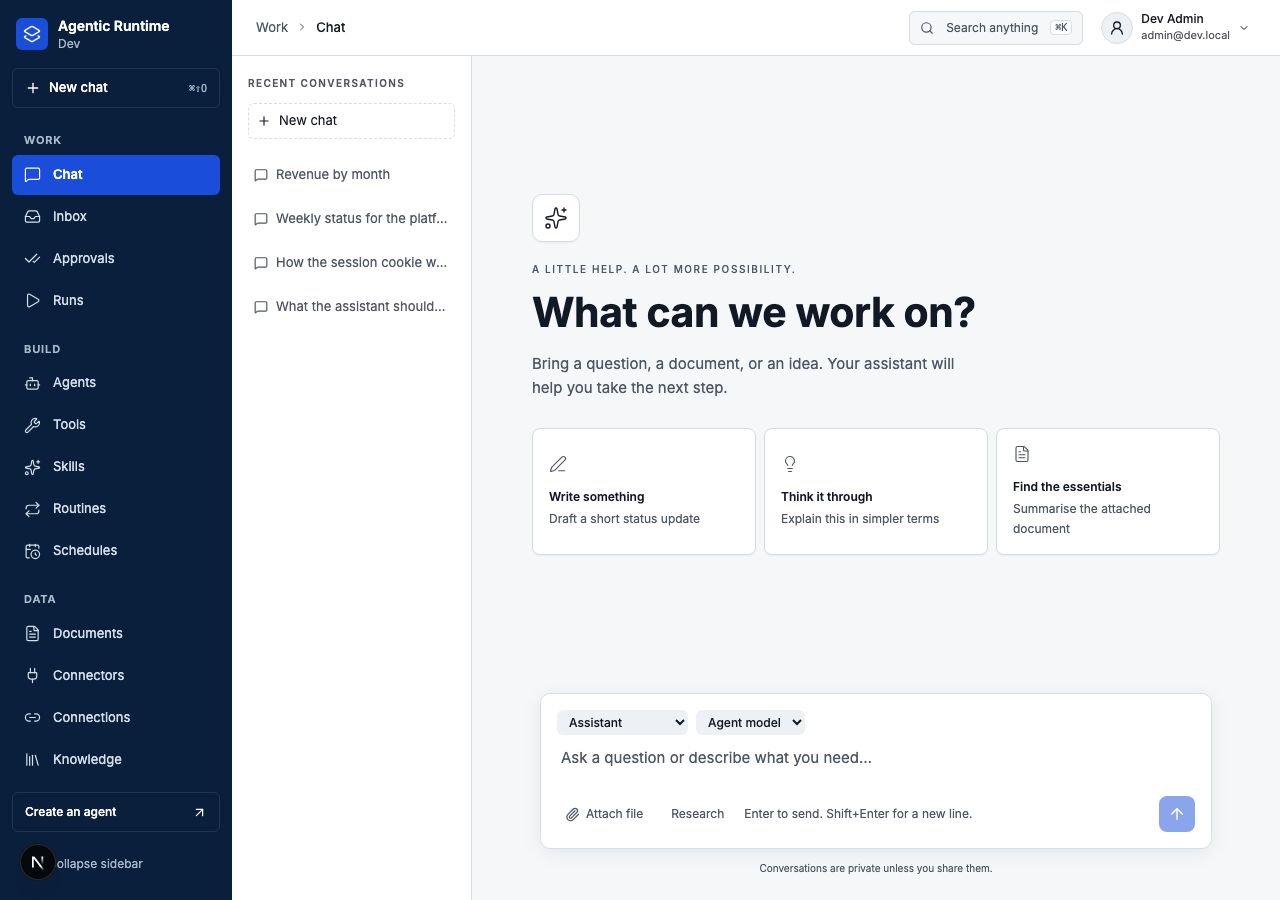 Agentic Runtime
Dev
New chat
⌘⇧O
WORK
Chat
Inbox
Approvals
Runs
BUILD
Agents
Tools
Skills
Routines
Schedules
DATA
Documents
Connectors
Connections
Knowledge
Create an agent
N
ollapse sidebar
Work
Chat
Search anything
⌘K
Dev Admin
admin@dev.local
RECENT CONVERSATIONS
New chat
Revenue by month
Weekly status for the platf...
How the session cookie w...
What the assistant should...
A LITTLE HELP. A LOT MORE POSSIBILITY.
What can we work on?
Bring a question, a document, or an idea. Your assistant will
help you take the next step.
Write something
Draft a short status update
Think it through
Explain this in simpler terms
Find the essentials
Summarise the attached
document
Assistant
Agent model
Ask a question or describe what you need...
Attach file
Research
Enter to send. Shift+Enter for a new line.
Conversations are private unless you share them.